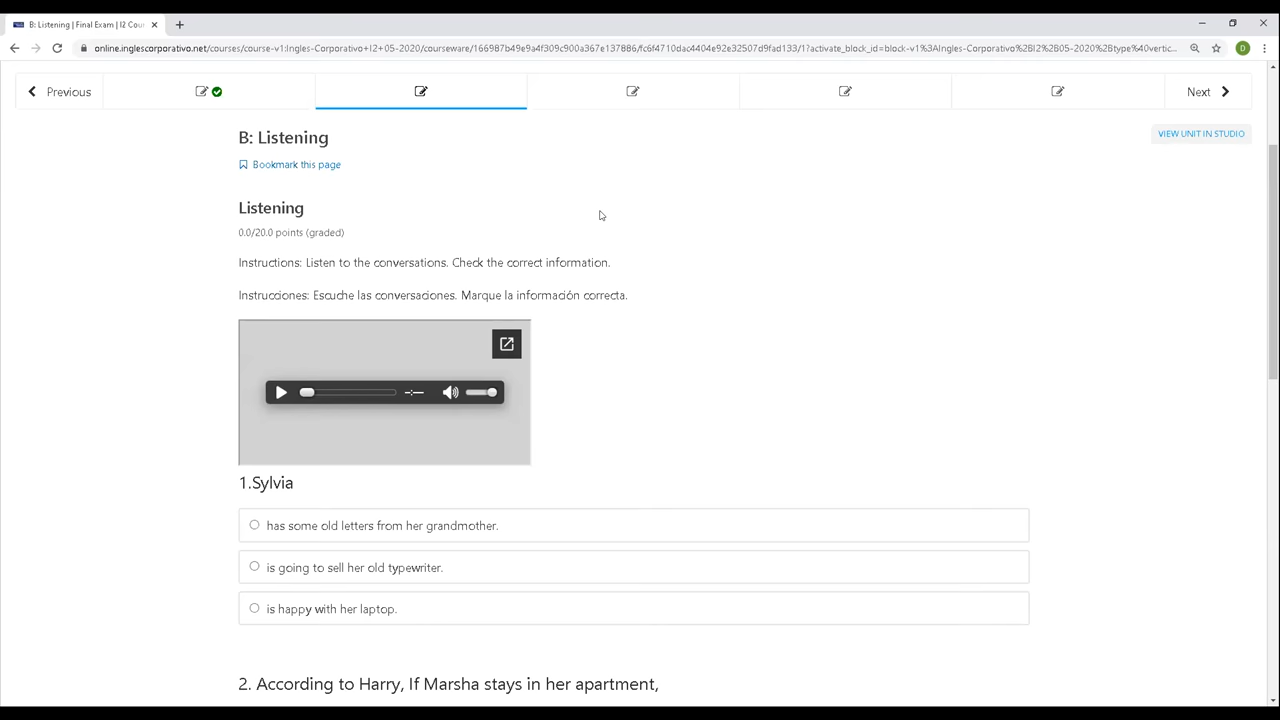 B: Listening | Final Exam | I2 Cou
online.inglescorporativo.net/courses/course-v1:Ingles-Corporativo+I2+05-2020/courseware/166987b49e9a4f309c900a367e137886/fc6f4710dac4404e92e32507d9fad133/1?activate_block_id=block-v1%3AIngles-Corporativo%2BI2%2B05-2020%2Btype%40vertic...
D
Previous
Next
B: Listening
VIEW UNIT IN STUDIO
Bookmark this page
Listening
0.0/20.0 points (graded)
Instructions: Listen to the conversations. Check the correct information.
Instrucciones: Escuche las conversaciones. Marque la información correcta.
-:--
1.Sylvia
has some old letters from her grandmother.
is going to sell her old typewriter.
is happy with her laptop.
2. According to Harry, If Marsha stays in her apartment,